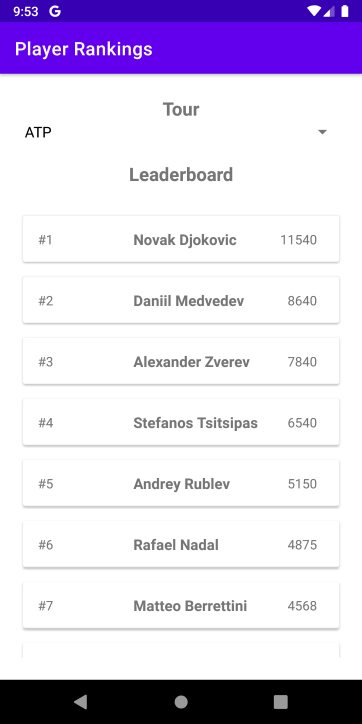 9:53 G
Player Rankings
Tour
ATP
Leaderboard
#1 Novak Djokovic 11540
#2 Daniil Medvedev 8640
#3 Alexander Zverev 7840
#4 Stefanos Tsitsipas 6540
#5 Andrey Rublev 5150
#6 Rafael Nadal 4875
#7 Matteo Berrettini 4568